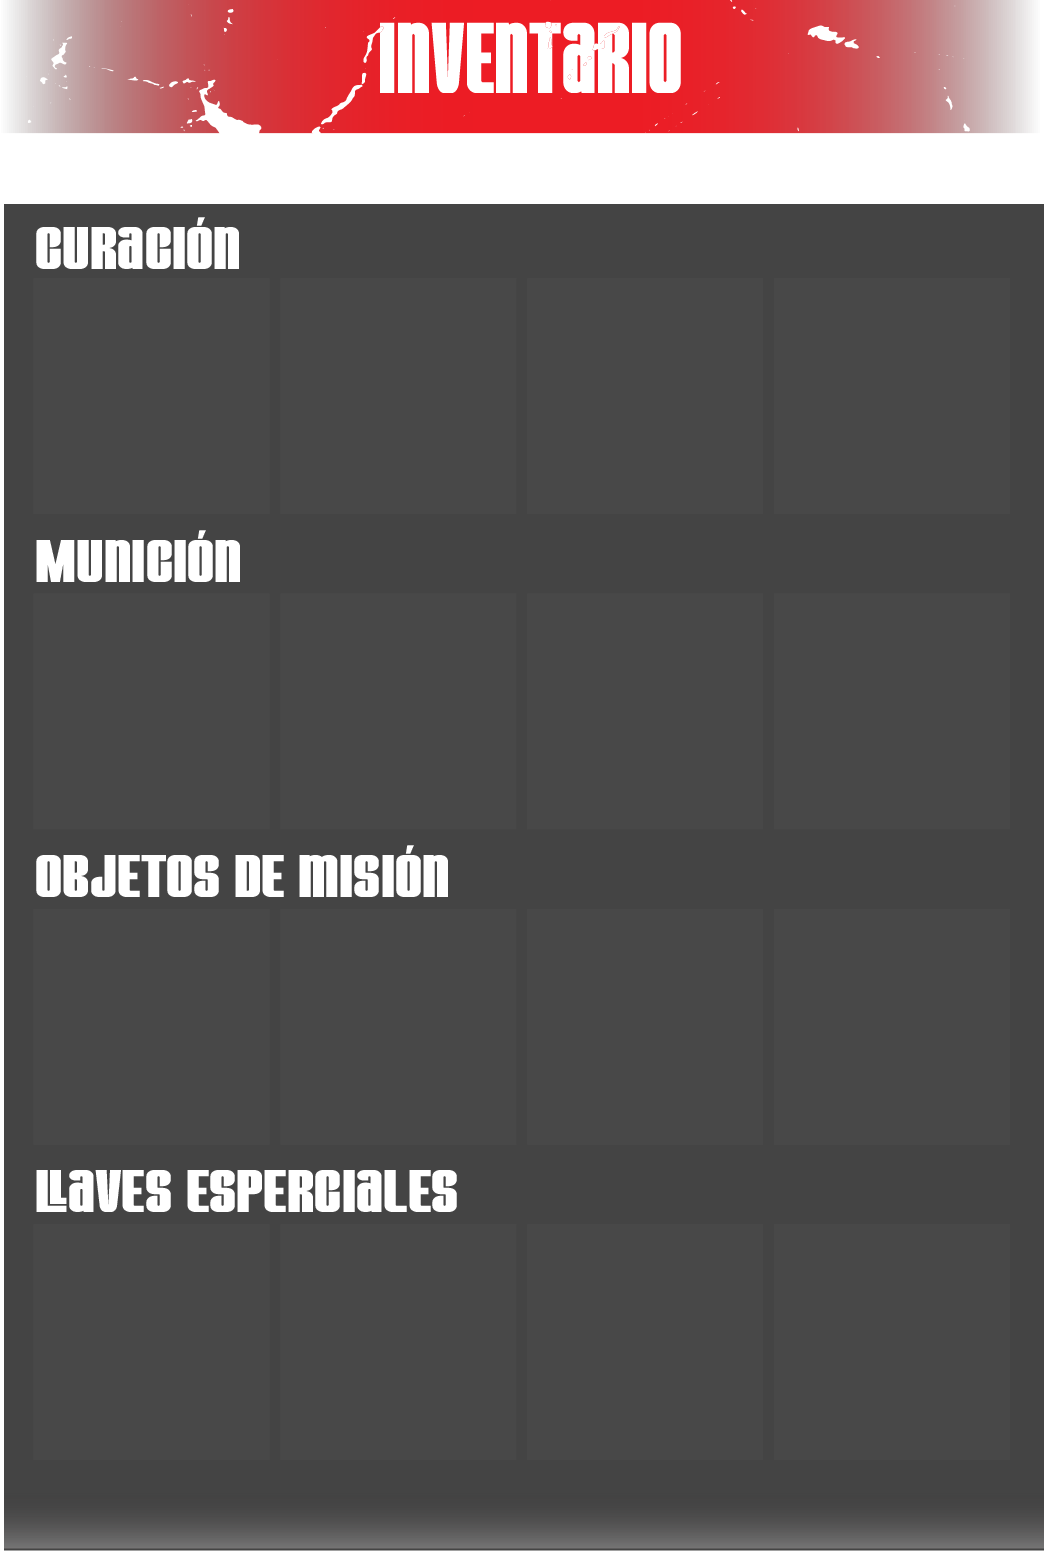 INVENTARIO
CURACIÓN
MUNICIÓN
OBJETOS DE MISIÓN
LLAVES ESPERCIALES